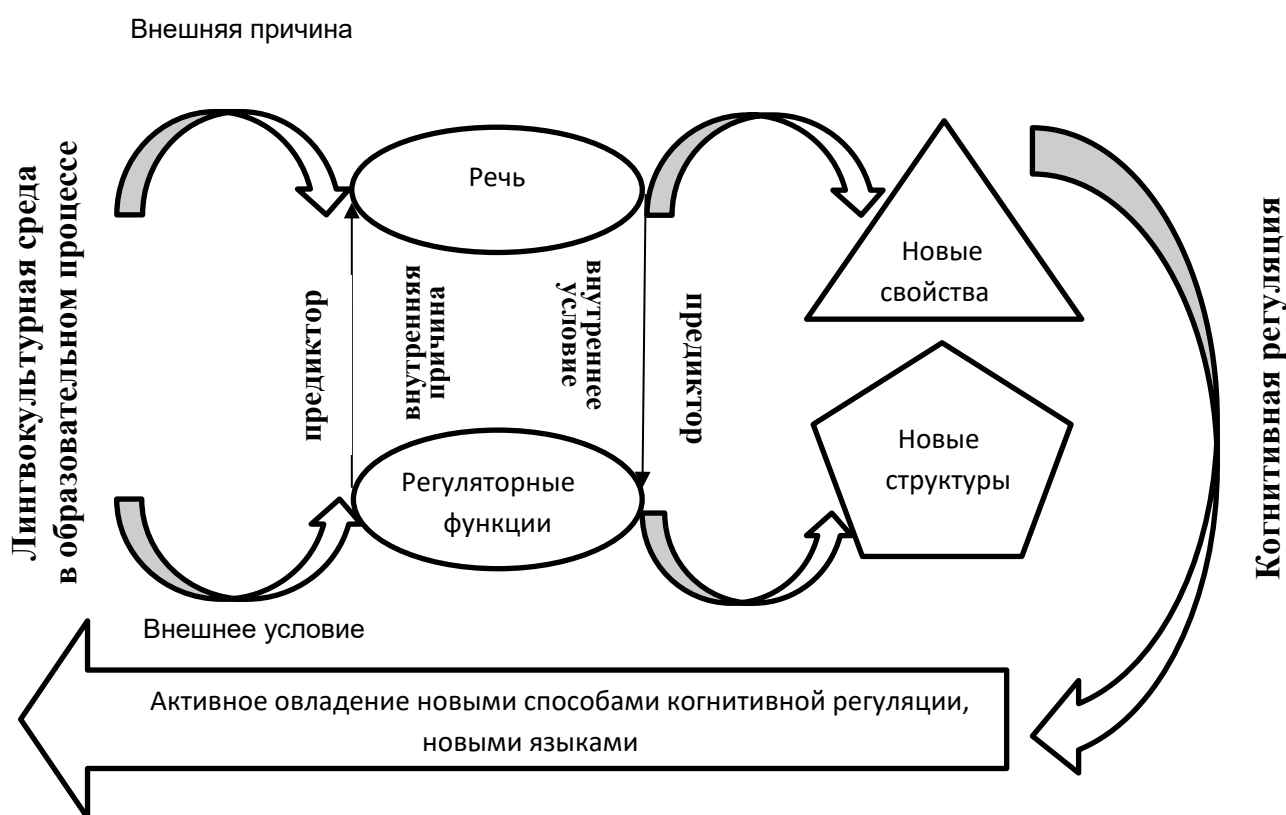 Внешняя причина
Лингвокультурная среда
в образовательном процессе
Речь
предиктор
внутренняя
причина
внутреннее
условие
предиктор
Новые
свойства
Регуляторные
функции
Новые
структуры
Когнитивная регуляция
Внешнее условие
Активное овладение новыми способами когнитивной регуляции,
новыми языками